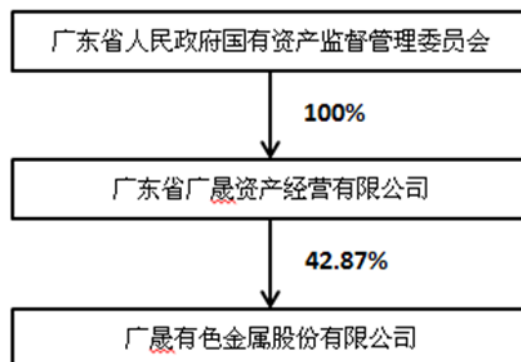 广东省人民政府国有资产监督管理委员会
100%
广东省广晟资产经营有限公司
42.87%
广晟有色金属股份有限公司